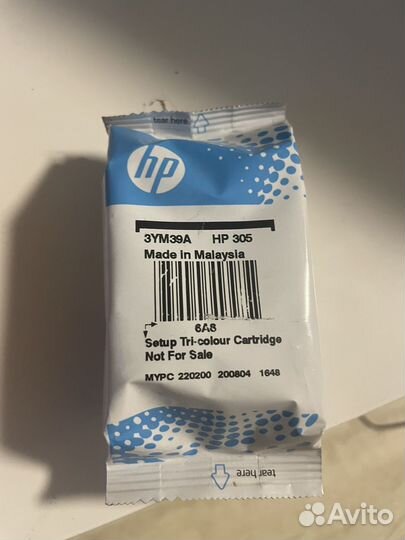 tear here
hp
3YM39A HP 305
Made in Malaysia
6A8
Setup Tri-colour Cartridge
Not For Sale
MYPC 220200 200804 1648
tear here
Avito